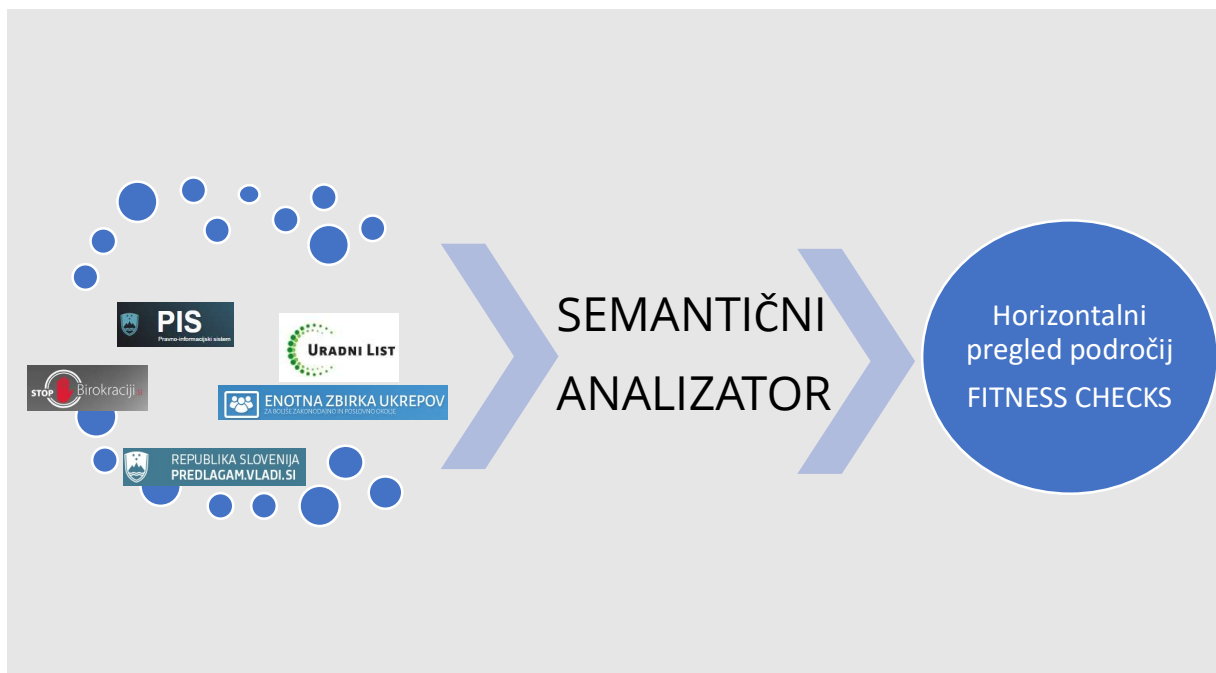 PIS
Pravno-informacijski sistem
URADNI LIST
STOP Birokraciji
ENOTNA ZBIRKA UKREPOV
ZA BOLJŠE ZAKONODAJNO IN POSLOVNO OKOLJE
REPUBLIKA SLOVENIJA
PREDLAGAM.VLADI.SI
SEMANTIČNI
ANALIZATOR
Horizontalni
pregled področij
FITNESS CHECKS